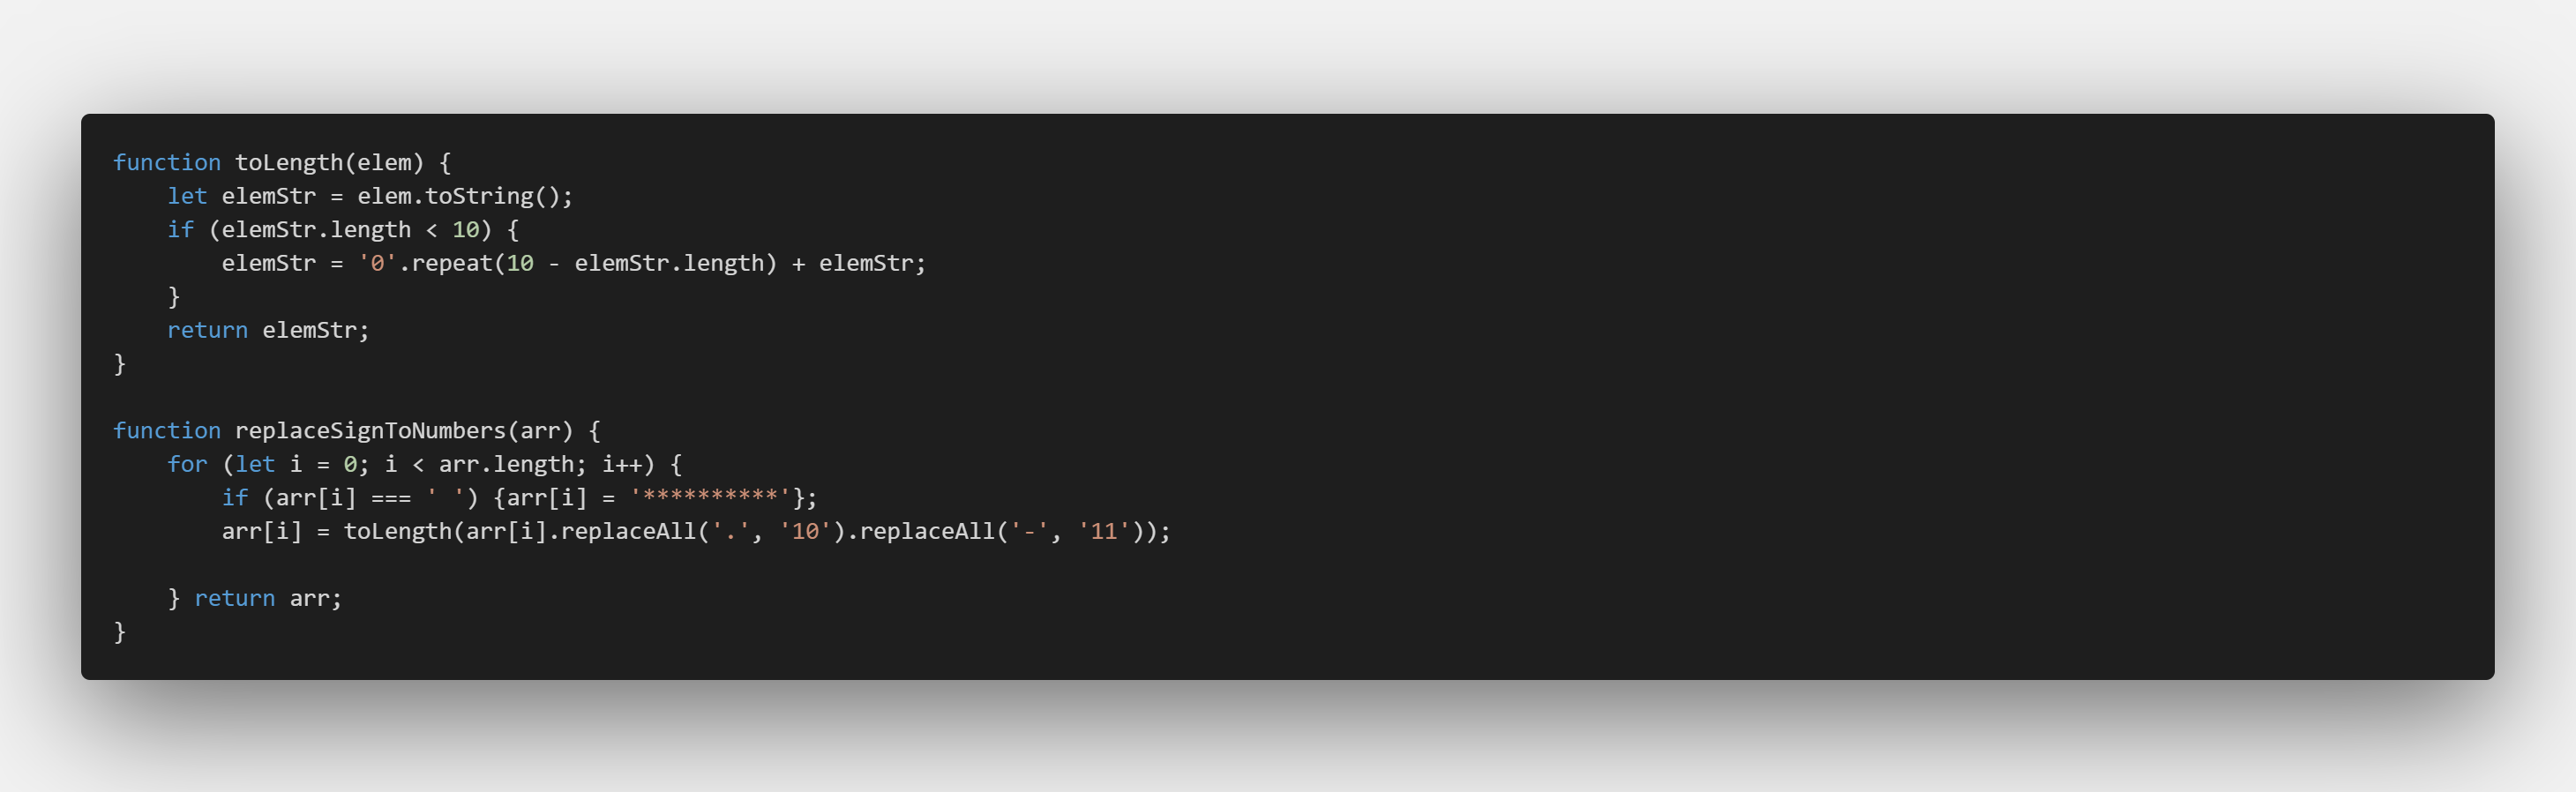 function toLength(elem) {
    let elemStr = elem.toString();
    if (elemStr.length < 10) {
        elemStr = '0'.repeat(10 - elemStr.length) + elemStr;
    }
    return elemStr;
}

function replaceSignToNumbers(arr) {
    for (let i = 0; i < arr.length; i++) {
        if (arr[i] === ' ') {arr[i] = '**********'};
        arr[i] = toLength(arr[i].replaceAll('.', '10').replaceAll('-', '11'));

    } return arr;
}